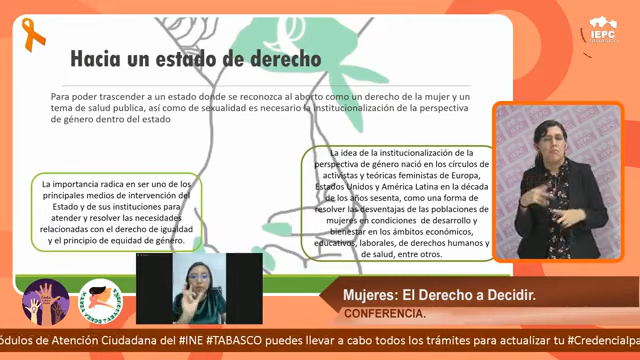 Hacia un estado de derecho
IEPC
TABASCO
Para poder trascender a un estado donde se reconozca al aborto como un derecho de la mujer y un
tema de salud publica, así como de sexualidad es necesario la institucionalización de la perspectiva
de género dentro del estado
La importancia radica en ser uno de los
principales medios de intervención del
Estado y de sus instituciones para
atender y resolver las necesidades
relacionadas con el derecho de igualdad
y el principio de equidad de género.
La idea de la institucionalización de la
perspectiva de género nació en los círculos de
activistas y teóricas feministas de Europa,
Estados Unidos y América Latina en la década
de los años sesenta, como una forma de
resolver las desventajas de las poblaciones de
mujeres en condiciones de desarrollo y
bienestar en los ámbitos económicos,
educativos, laborales, de derechos humanos y
de salud, entre otros.
MAREA VERDE TABASCO
Mujeres: El Derecho a Decidir.
CONFERENCIA.
ódulos de Atención Ciudadana del #INE #TABASCO puedes llevar a cabo todos los trámites para actualizar tu #Credencialpa